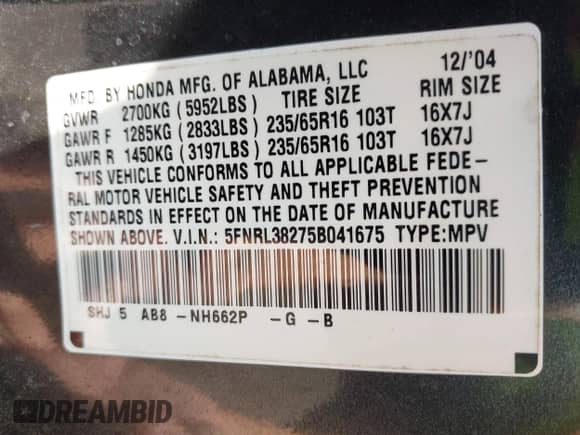 MFD. BY HONDA MFG. OF ALABAMA, LLC 12/'04
GVWR 2700KG (5952LBS) TIRE SIZE RIM SIZE
GAWR F 1285KG (2833LBS) 235/65R16 103T 16X7J
GAWR R 1450KG (3197LBS) 235/65R16 103T 16X7J
THIS VEHICLE CONFORMS TO ALL APPLICABLE FEDE-
RAL MOTOR VEHICLE SAFETY AND THEFT PREVENTION
STANDARDS IN EFFECT ON THE DATE OF MANUFACTURE
SHOWN ABOVE. V.I.N.: 5FNRL38275B041675 TYPE:MPV
SHJ 5 AB8 -NH662P -G -B
DREAMBID